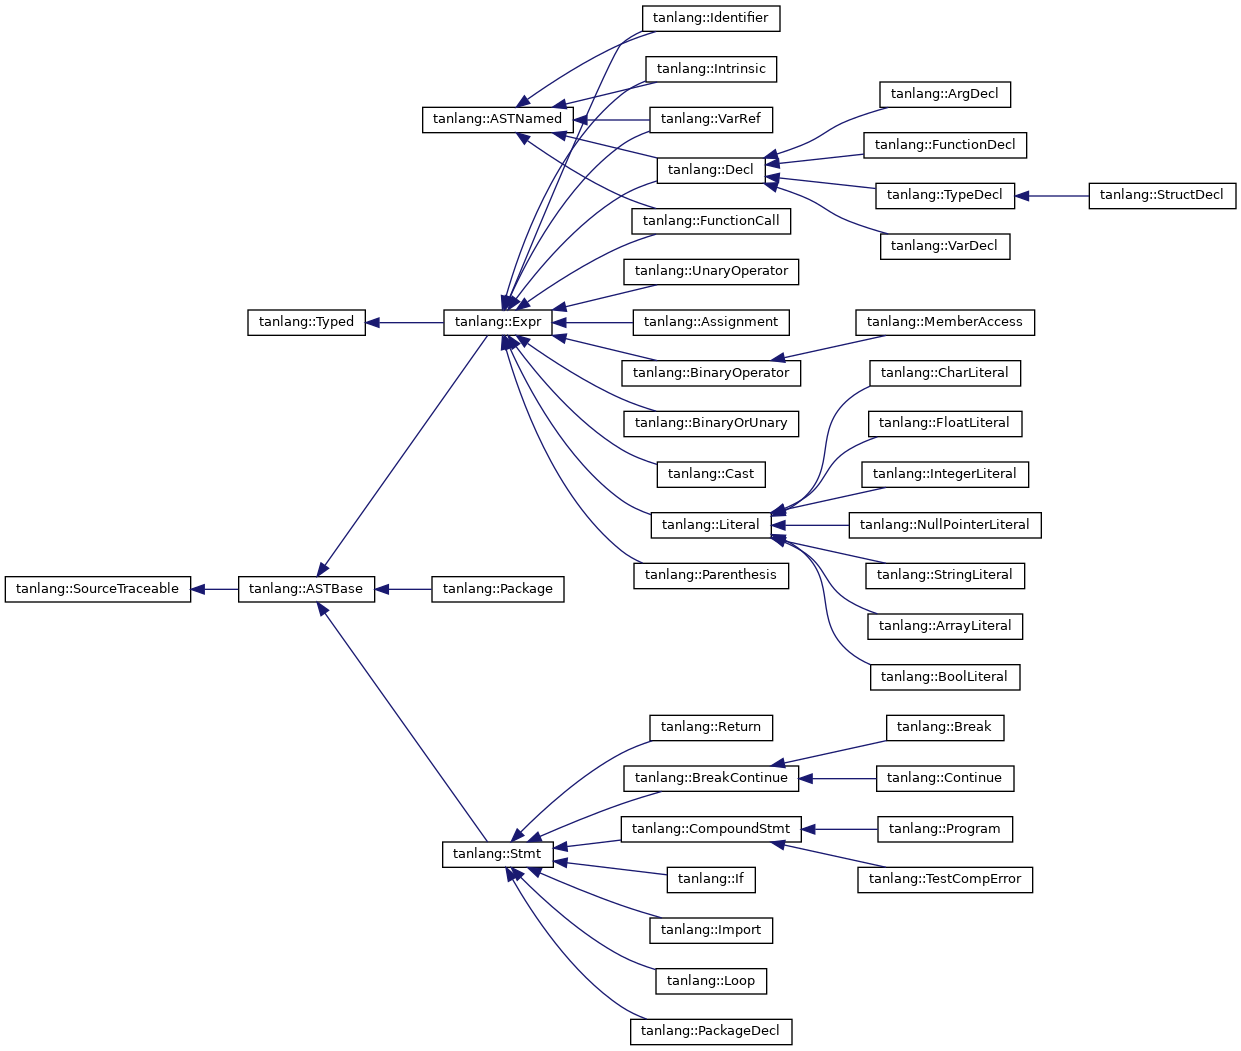 tanlang::Identifier
tanlang::Intrinsic
tanlang::ArgDecl
tanlang::ASTNamed
tanlang::VarRef
tanlang::FunctionDecl
tanlang::Decl
tanlang::TypeDecl
tanlang::StructDecl
tanlang::FunctionCall
tanlang::VarDecl
tanlang::UnaryOperator
tanlang::Typed
tanlang::Expr
tanlang::Assignment
tanlang::MemberAccess
tanlang::BinaryOperator
tanlang::CharLiteral
tanlang::BinaryOrUnary
tanlang::FloatLiteral
tanlang::Cast
tanlang::IntegerLiteral
tanlang::Literal
tanlang::NullPointerLiteral
tanlang::Parenthesis
tanlang::StringLiteral
tanlang::SourceTraceable
tanlang::ASTBase
tanlang::Package
tanlang::ArrayLiteral
tanlang::BoolLiteral
tanlang::Return
tanlang::Break
tanlang::BreakContinue
tanlang::Continue
tanlang::CompoundStmt
tanlang::Program
tanlang::Stmt
tanlang::If
tanlang::TestCompError
tanlang::Import
tanlang::Loop
tanlang::PackageDecl